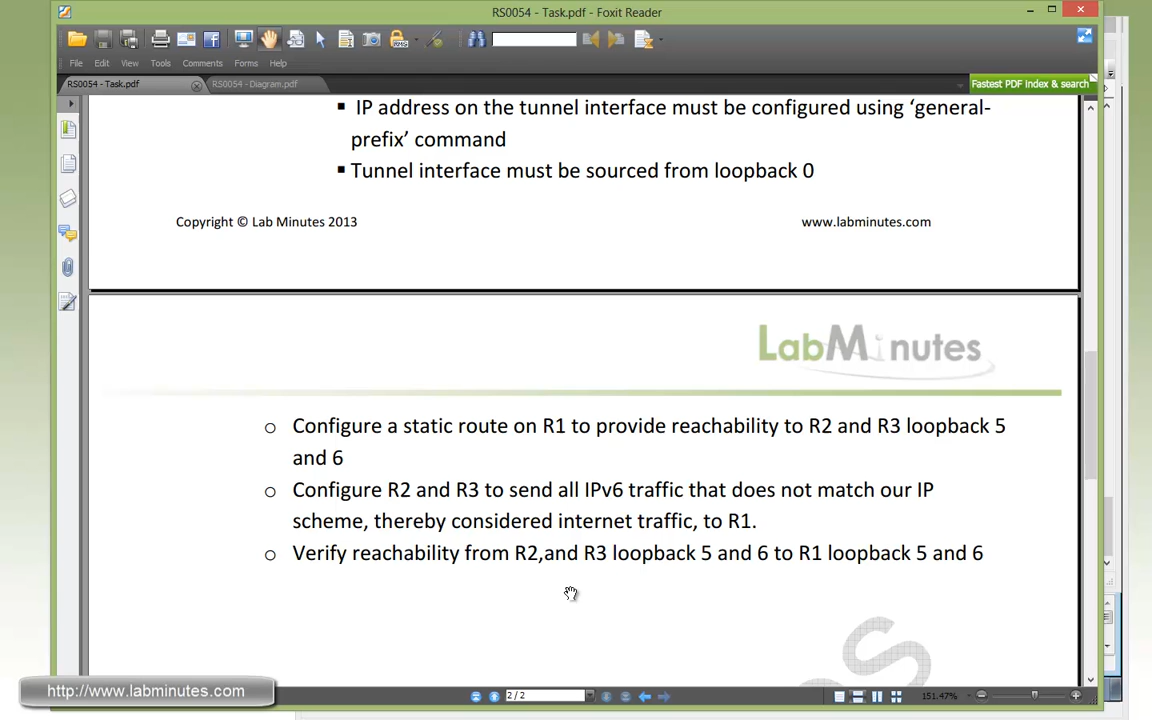 RS0054 - Task.pdf - Foxit Reader
File Edit View Tools Comments Forms Help
RS0054 - Task.pdf
RS0054 - Diagram.pdf
Fastest PDF Index & search
▪ IP address on the tunnel interface must be configured using ‘general-
prefix’ command
▪ Tunnel interface must be sourced from loopback 0
Copyright © Lab Minutes 2013
www.labminutes.com
LabMinutes
o Configure a static route on R1 to provide reachability to R2 and R3 loopback 5
and 6
o Configure R2 and R3 to send all IPv6 traffic that does not match our IP
scheme, thereby considered internet traffic, to R1.
o Verify reachability from R2,and R3 loopback 5 and 6 to R1 loopback 5 and 6
S
http://www.labminutes.com
2 / 2
151.47%